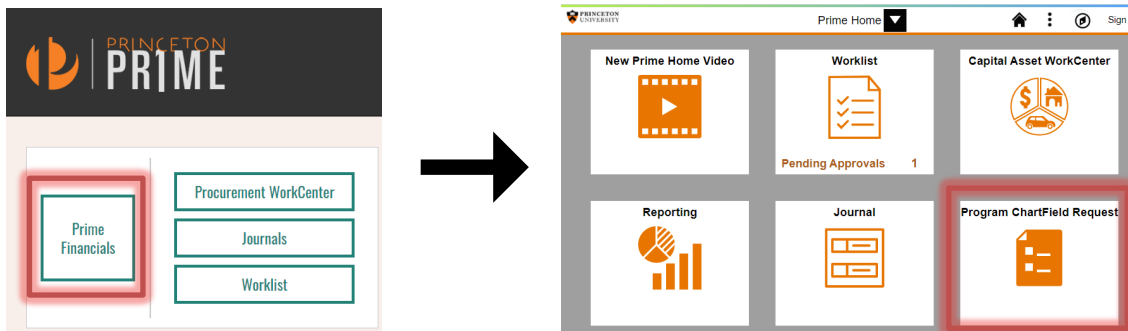 PRINCETON
PR1ME
Prime
Financials
Procurement WorkCenter
Journals
Worklist
PRINCETON
UNIVERSITY
Prime Home
Sign
New Prime Home Video
Worklist
Pending Approvals 1
Capital Asset WorkCenter
$
Reporting
Journal
Program ChartField Request